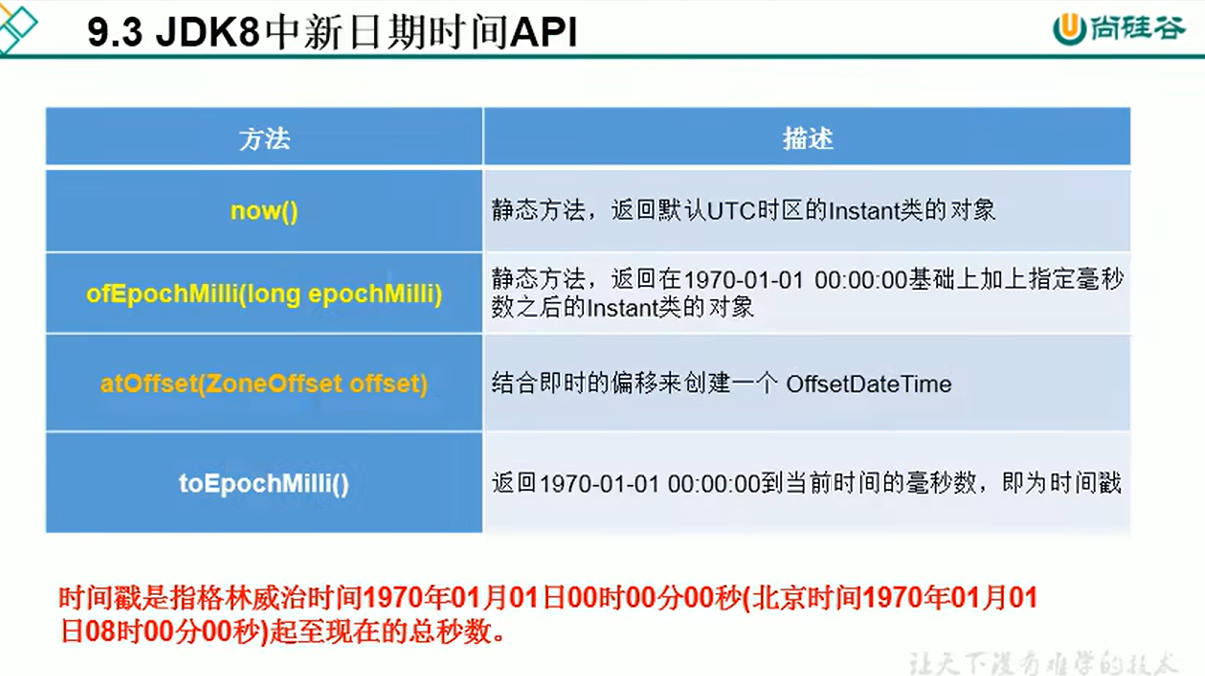 9.3 JDK8中新日期时间API
尚硅谷
方法
描述
now()
静态方法，返回默认UTC时区的Instant类的对象
ofEpochMilli(long epochMilli)
静态方法，返回在1970-01-01 00:00:00基础上加上指定毫秒
数之后的Instant类的对象
atOffset(ZoneOffset offset)
结合即时的偏移来创建一个 OffsetDateTime
toEpochMilli()
返回1970-01-01 00:00:00到当前时间的毫秒数，即为时间戳
时间戳是指格林威治时间1970年01月01日00时00分00秒(北京时间1970年01月01
日08时00分00秒)起至现在的总秒数。
让天下没有难学的技术